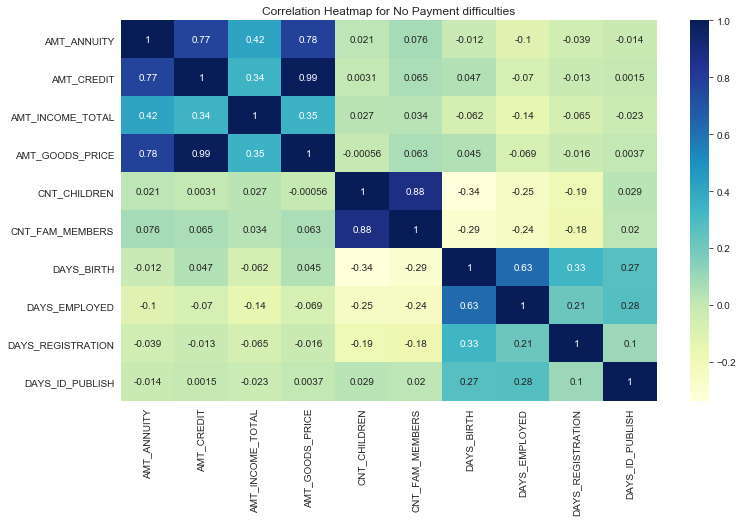 Correlation Heatmap for No Payment difficulties
AMT_ANNUITY 1 0.77 0.42 0.78 0.021 0.076 -0.012 -0.1 -0.039 -0.014
AMT_CREDIT 0.77 1 0.34 0.99 0.0031 0.065 0.047 -0.07 -0.013 0.0015
AMT_INCOME_TOTAL 0.42 0.34 1 0.35 0.027 0.034 -0.062 -0.14 -0.065 -0.023
AMT_GOODS_PRICE 0.78 0.99 0.35 1 -0.00056 0.063 0.045 -0.069 -0.016 0.0037
CNT_CHILDREN 0.021 0.0031 0.027 -0.00056 1 0.88 -0.34 -0.25 -0.19 0.029
CNT_FAM_MEMBERS 0.076 0.065 0.034 0.063 0.88 1 -0.29 -0.24 -0.18 0.02
DAYS_BIRTH -0.012 0.047 -0.062 0.045 -0.34 -0.29 1 0.63 0.33 0.27
DAYS_EMPLOYED -0.1 -0.07 -0.14 -0.069 -0.25 -0.24 0.63 1 0.21 0.28
DAYS_REGISTRATION -0.039 -0.013 -0.065 -0.016 -0.19 -0.18 0.33 0.21 1 0.1
DAYS_ID_PUBLISH -0.014 0.0015 -0.023 0.0037 0.029 0.02 0.27 0.28 0.1 1
AMT_ANNUITY
AMT_CREDIT
AMT_INCOME_TOTAL
AMT_GOODS_PRICE
CNT_CHILDREN
CNT_FAM_MEMBERS
DAYS_BIRTH
DAYS_EMPLOYED
DAYS_REGISTRATION
DAYS_ID_PUBLISH
1.0
0.8
0.6
0.4
0.2
0.0
−0.2